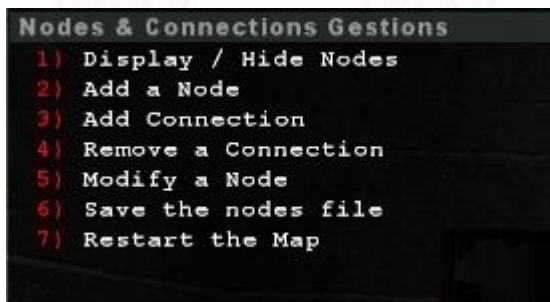 Nodes & Connections Gestions
1) Display / Hide Nodes
2) Add a Node
3) Add Connection
4) Remove a Connection
5) Modify a Node
6) Save the nodes file
7) Restart the Map